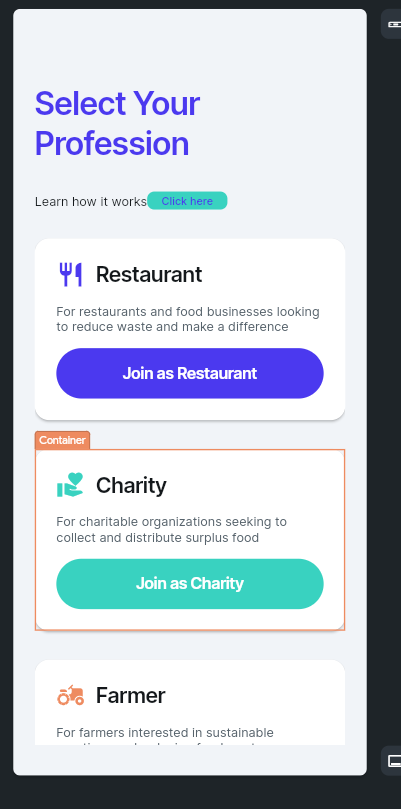 Select Your
Profession
Learn how it works Click here
Restaurant
For restaurants and food businesses looking
to reduce waste and make a difference
Join as Restaurant
Container
Charity
For charitable organizations seeking to
collect and distribute surplus food
Join as Charity
Farmer
For farmers interested in sustainable